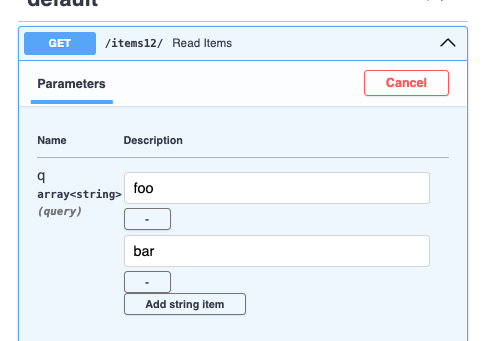 default
GET /items12/ Read Items
Parameters Cancel
Name Description
q
array<string>
(query)
foo
-
bar
-
Add string item